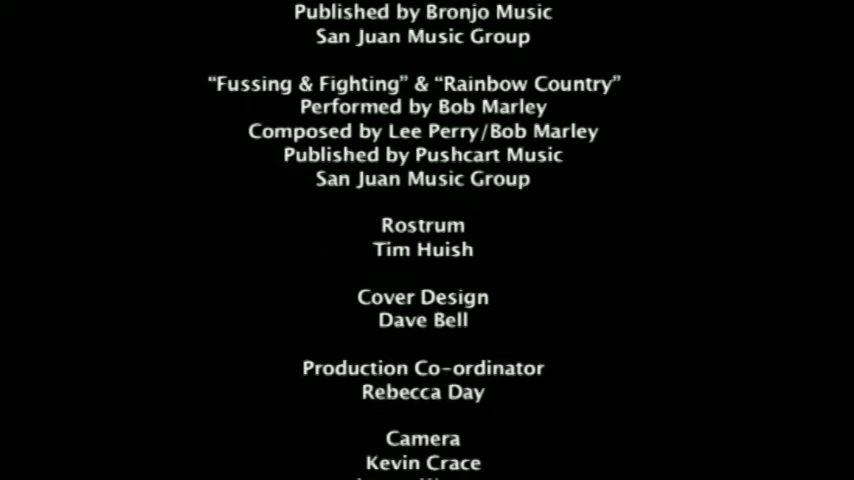 Published by Bronjo Music
San Juan Music Group
“Fussing & Fighting” & “Rainbow Country”
Performed by Bob Marley
Composed by Lee Perry/Bob Marley
Published by Pushcart Music
San Juan Music Group
Rostrum
Tim Huish
Cover Design
Dave Bell
Production Co-ordinator
Rebecca Day
Camera
Kevin Crace